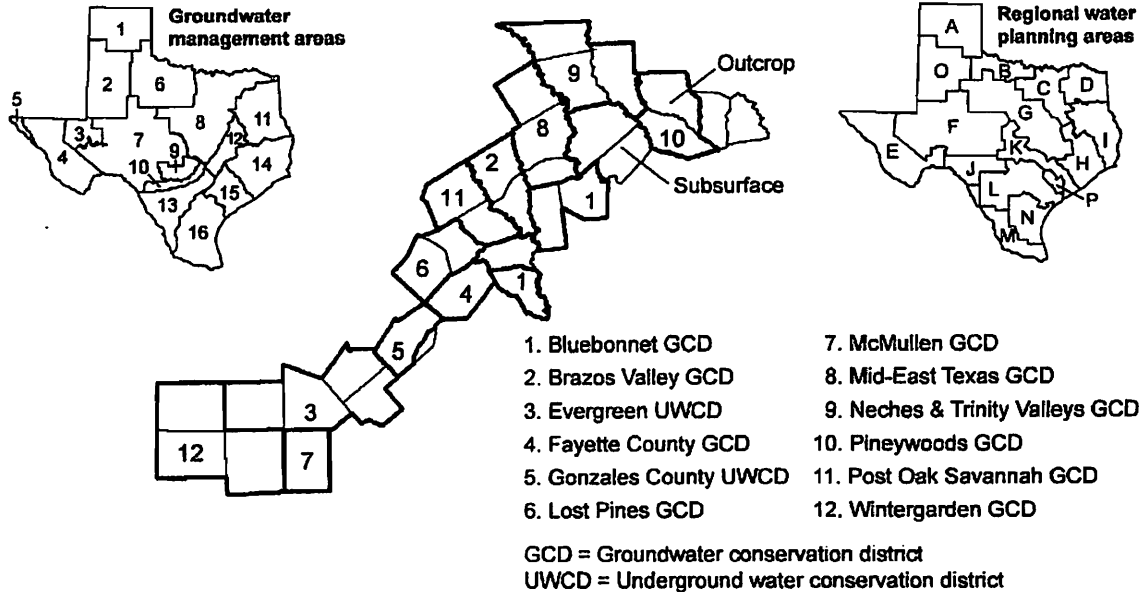 Groundwater
management areas
1
2
6
5
3
4
7
8
9
10
11
12
13
14
15
16
Outcrop
9
8
10
2
Subsurface
11
1
6
4
1
5
3
12
7
Regional water
planning areas
A
O
B
C
D
E
F
G
I
K
H
J
L
P
N
M
1. Bluebonnet GCD
2. Brazos Valley GCD
3. Evergreen UWCD
4. Fayette County GCD
5. Gonzales County UWCD
6. Lost Pines GCD
7. McMullen GCD
8. Mid-East Texas GCD
9. Neches & Trinity Valleys GCD
10. Pineywoods GCD
11. Post Oak Savannah GCD
12. Wintergarden GCD
GCD = Groundwater conservation district
UWCD = Underground water conservation district